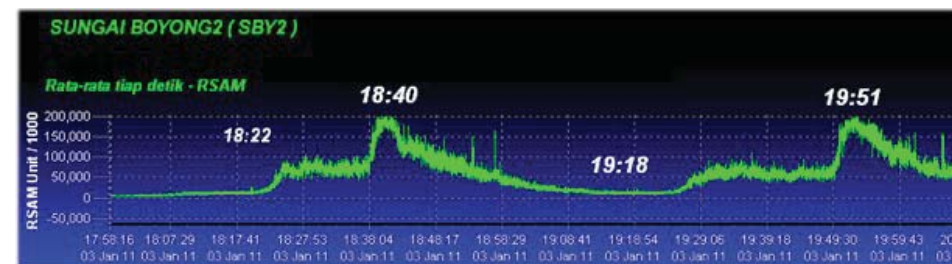 SUNGAI BOYONG2 ( SBY2 )
Rata-rata tiap detik - RSAM
18:40
19:51
18:22
19:18
RSAM Unit / 1000
200,000
150,000
100,000
50,000
0
-50,000
17:58.16 18:07.29 18:17.41 18:27.53 18:38.04 18:48.17 18:58.29 19:08.41 19:18.54 19:29.06 19:39.18 19:49.30 19:59.43 20
03 Jan 11 03 Jan 11 03 Jan 11 03 Jan 11 03 Jan 11 03 Jan 11 03 Jan 11 03 Jan 11 03 Jan 11 03 Jan 11 03 Jan 11 03 Jan 11 03 Jan 11 03